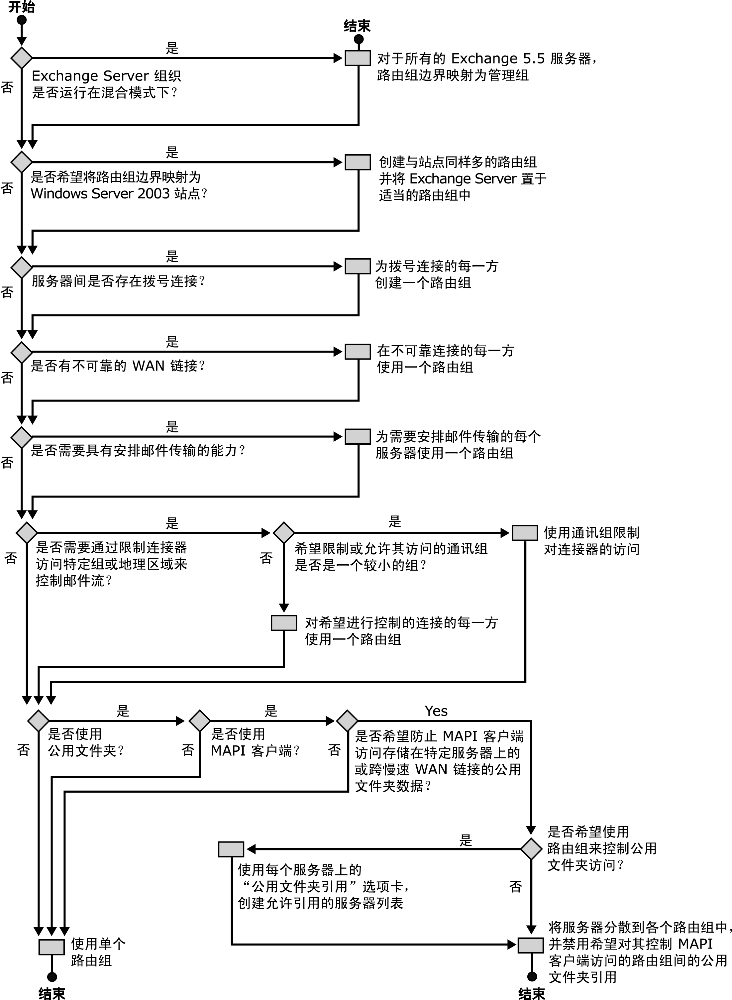 开始
结束
是
对于所有的 Exchange 5.5 服务器，
路由组边界映射为管理组
Exchange Server 组织
是否运行在混合模式下？
否
是
创建与站点同样多的路由组
并将 Exchange Server 置于
适当的路由组中
是否希望将路由组边界映射为
Windows Server 2003 站点？
否
是
为拨号连接的每一方
创建一个路由组
服务器间是否存在拨号连接？
否
是
在不可靠连接的每一方
使用一个路由组
是否有不可靠的 WAN 链接？
否
是
为需要安排邮件传输的每个
服务器使用一个路由组
是否需要具有安排邮件传输的能力？
否
是
是
使用通讯组限制
对连接器的访问
是否需要通过限制连接器
访问特定组或地理区域来
控制邮件流？
否
希望限制或允许其访问的通讯组
是否是一个较小的组？
否
对希望进行控制的连接的每一方
使用一个路由组
是
是
Yes
是否使用
公用文件夹？
否
是否使用
MAPI 客户端？
否
是否希望防止 MAPI 客户端
访问存储在特定服务器上的
或跨慢速 WAN 链接的公用
文件夹数据？
否
是否希望使用
路由组来控制公用
文件夹访问？
是
否
使用每个服务器上的
“公用文件夹引用”选项卡，
创建允许引用的服务器列表
将服务器分散到各个路由组中，
并禁用希望对其控制 MAPI
客户端访问的路由组间的公用
文件夹引用
使用单个
路由组
结束
结束